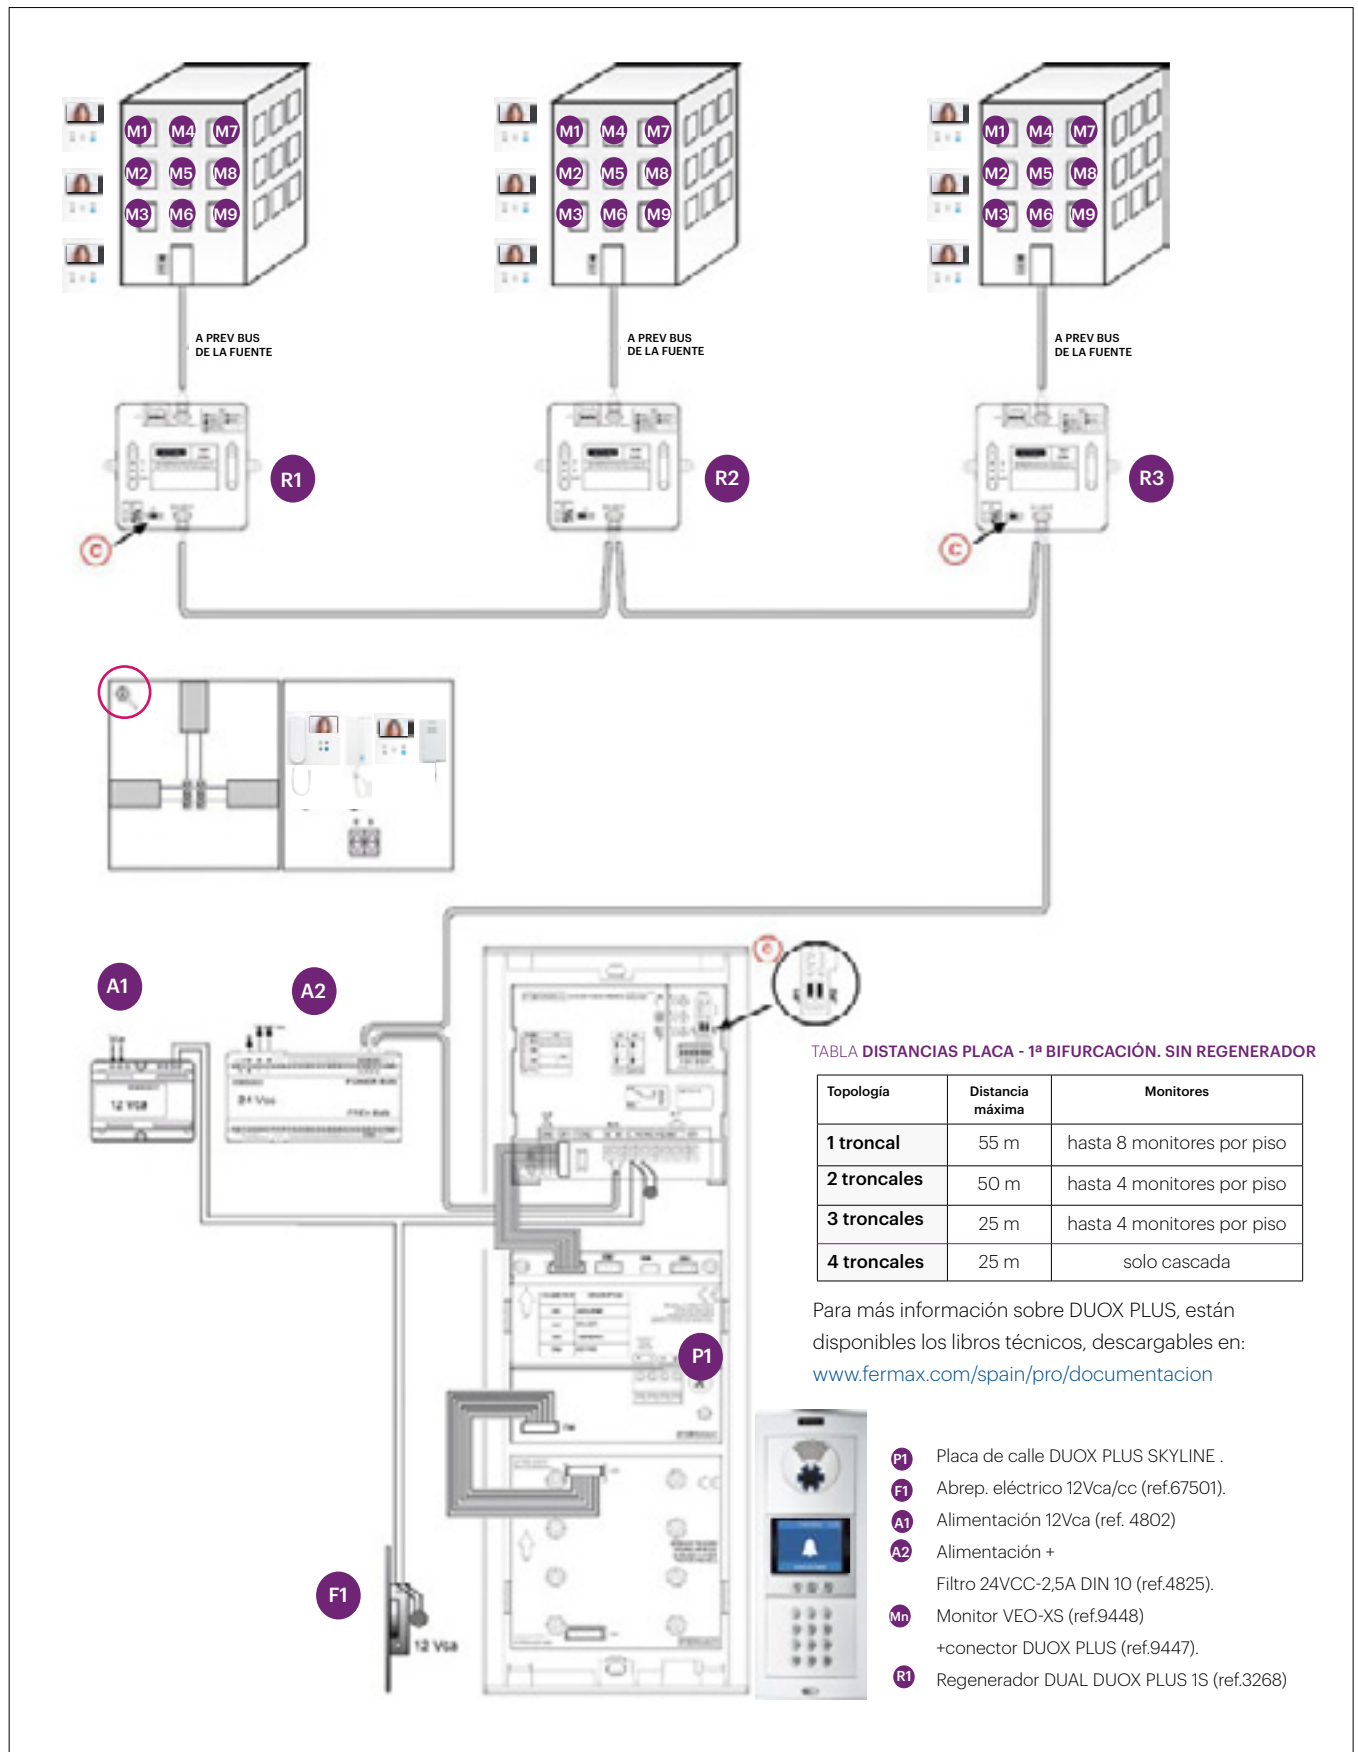 M1 M4 M7
M2 M5 M8
M3 M6 M9
M1 M4 M7
M2 M5 M8
M3 M6 M9
M1 M4 M7
M2 M5 M8
M3 M6 M9
A PREV BUS
DE LA FUENTE
A PREV BUS
DE LA FUENTE
A PREV BUS
DE LA FUENTE
R1
R2
R3
C
C
C
A1
A2
12 Vca
24 Vcc
POWER BUS
PREV BUS
TABLA DISTANCIAS PLACA - 1ª BIFURCACIÓN. SIN REGENERADOR
Topología Distancia máxima Monitores
1 troncal 55 m hasta 8 monitores por piso
2 troncales 50 m hasta 4 monitores por piso
3 troncales 25 m hasta 4 monitores por piso
4 troncales 25 m solo cascada
Para más información sobre DUOX PLUS, están
disponibles los libros técnicos, descargables en:
www.fermax.com/spain/pro/documentacion
P1
F1
12 Vca
P1 Placa de calle DUOX PLUS SKYLINE .
F1 Abrep. eléctrico 12Vca/cc (ref.67501).
A1 Alimentación 12Vca (ref. 4802)
A2 Alimentación +
Filtro 24VCC-2,5A DIN 10 (ref.4825).
Mn Monitor VEO-XS (ref.9448)
+conector DUOX PLUS (ref.9447).
R1 Regenerador DUAL DUOX PLUS 1S (ref.3268)